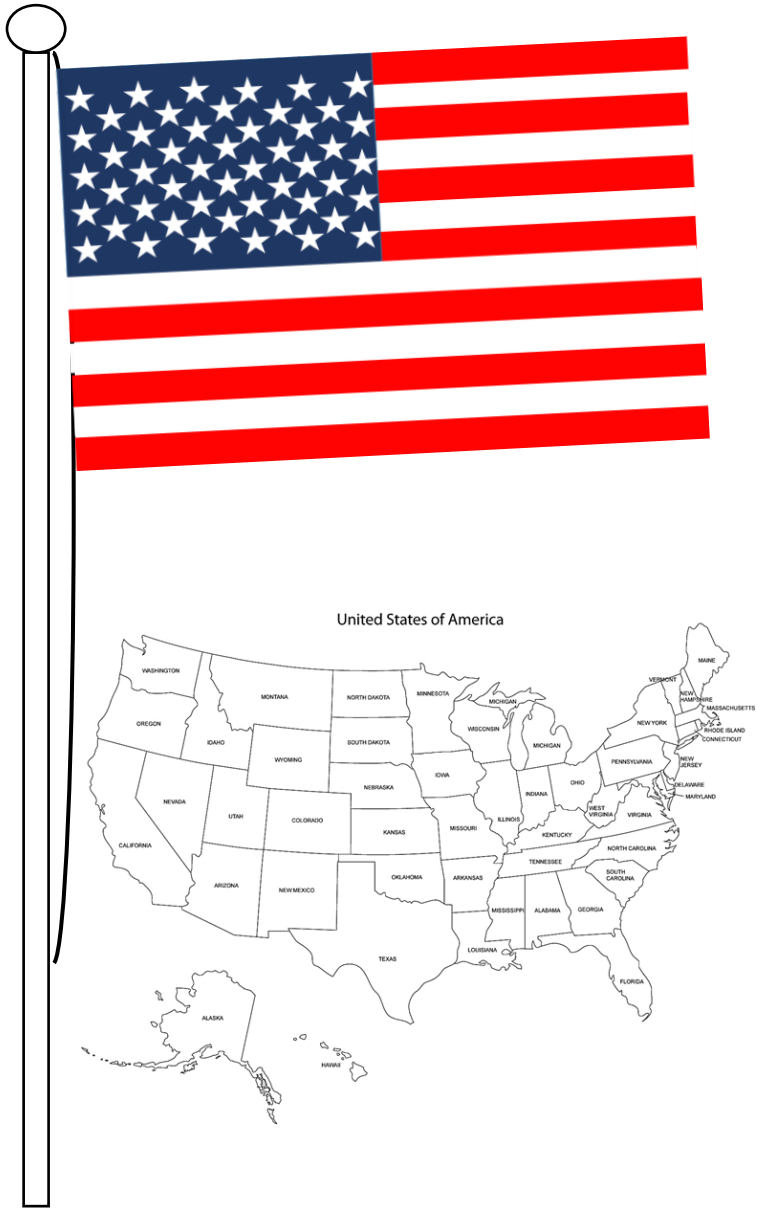 United States of America
WASHINGTON
MONTANA
NORTH DAKOTA
MINNESOTA
MICHIGAN
VERMONT
MAINE
NEW
HAMPSHIRE
MASSACHUSETTS
OREGON
IDAHO
SOUTH DAKOTA
WISCONSIN
MICHIGAN
NEW YORK
RHODE ISLAND
CONNECTICUT
WYOMING
IOWA
PENNSYLVANIA
NEW
JERSEY
NEBRASKA
OHIO
DELAWARE
MARYLAND
NEVADA
UTAH
COLORADO
ILLINOIS
INDIANA
WEST
VIRGINIA
VIRGINIA
CALIFORNIA
KANSAS
MISSOURI
KENTUCKY
NORTH CAROLINA
ARIZONA
NEW MEXICO
OKLAHOMA
ARKANSAS
TENNESSEE
SOUTH
CAROLINA
MISSISSIPPI
ALABAMA
GEORGIA
TEXAS
LOUISIANA
FLORIDA
ALASKA
HAWAII